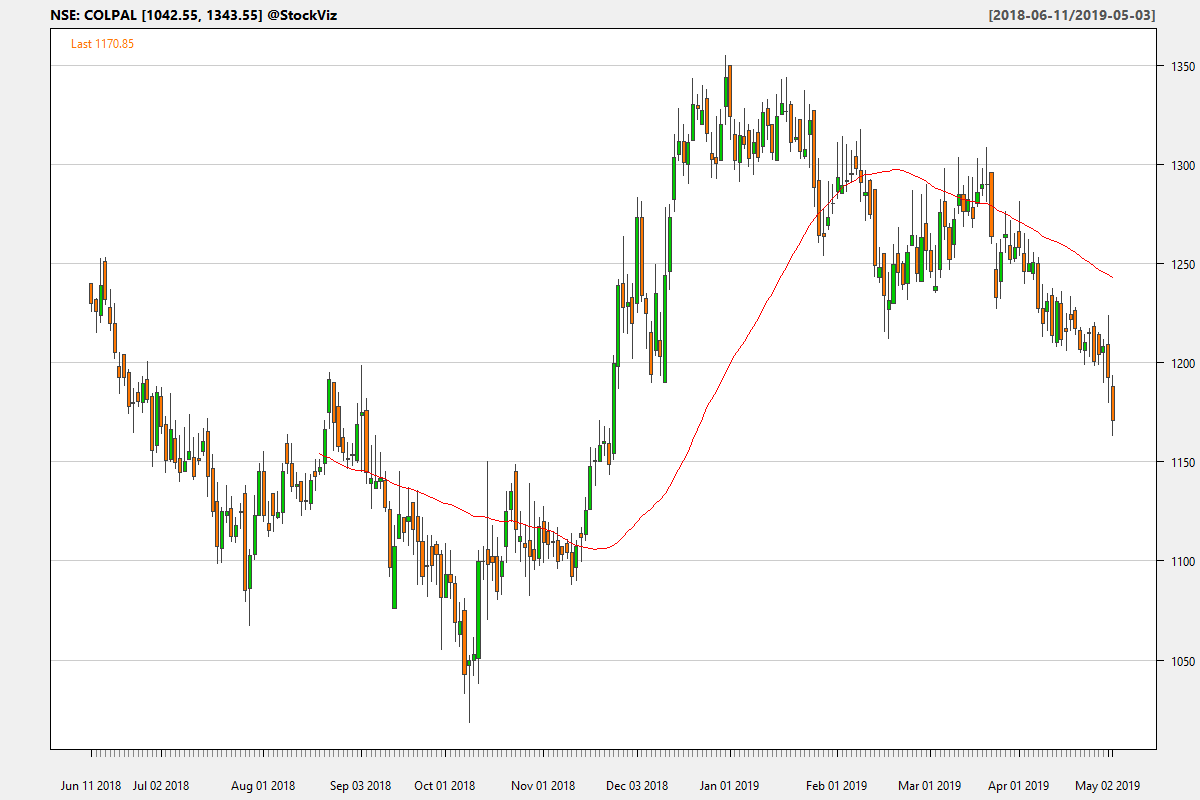 NSE: COLPAL [1042.55, 1343.55] @StockViz
[2018-06-11/2019-05-03]
Last 1170.85
1350
1300
1250
1200
1150
1100
1050
Jun 11 2018 Jul 02 2018 Aug 01 2018 Sep 03 2018 Oct 01 2018 Nov 01 2018 Dec 03 2018 Jan 01 2019 Feb 01 2019 Mar 01 2019 Apr 01 2019 May 02 2019